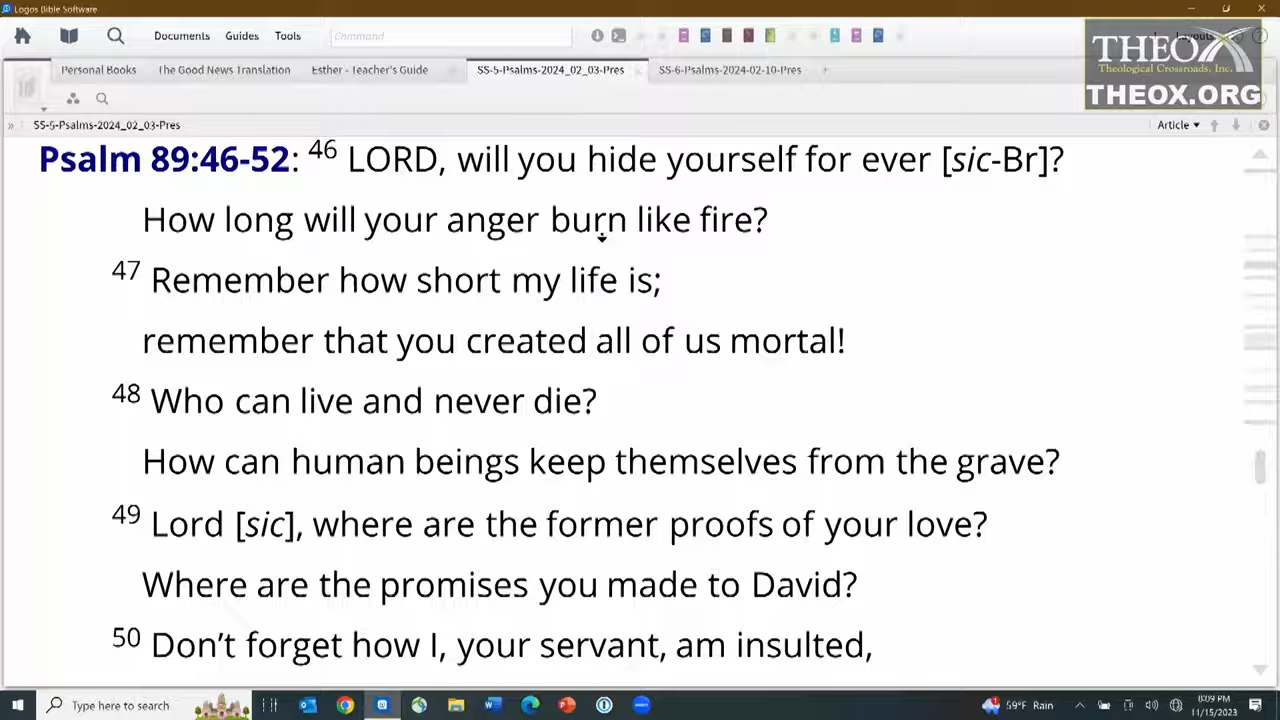 Logos Bible Software
Documents Guides Tools Command
THEOX
Theological Crossroads, Inc.
THEOX.ORG
Personal Books The Good News Translation Esther - Teacher's Guide SS-5-Psalms-2024_02_03-Pres SS-6-Psalms-2024-02-10-Pres +
» SS-5-Psalms-2024_02_03-Pres Article
Psalm 89:46-52: 46 LORD, will you hide yourself for ever [sic-Br]?
How long will your anger burn like fire?
47 Remember how short my life is;
remember that you created all of us mortal!
48 Who can live and never die?
How can human beings keep themselves from the grave?
49 Lord [sic], where are the former proofs of your love?
Where are the promises you made to David?
50 Don’t forget how I, your servant, am insulted,
Type here to search 59°F Rain 8:09 PM
11/15/2023